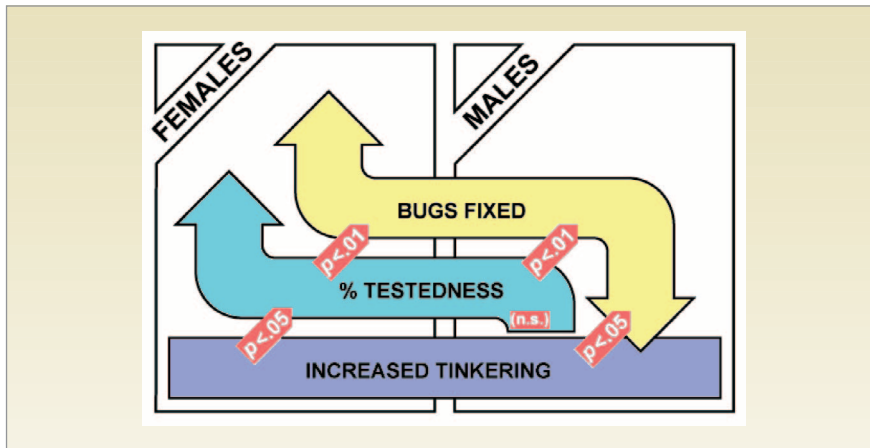 FEMALES
MALES
BUGS FIXED
p<.01
p<.01
% TESTEDNESS
(n.s.)
p<.05
p<.05
INCREASED TINKERING